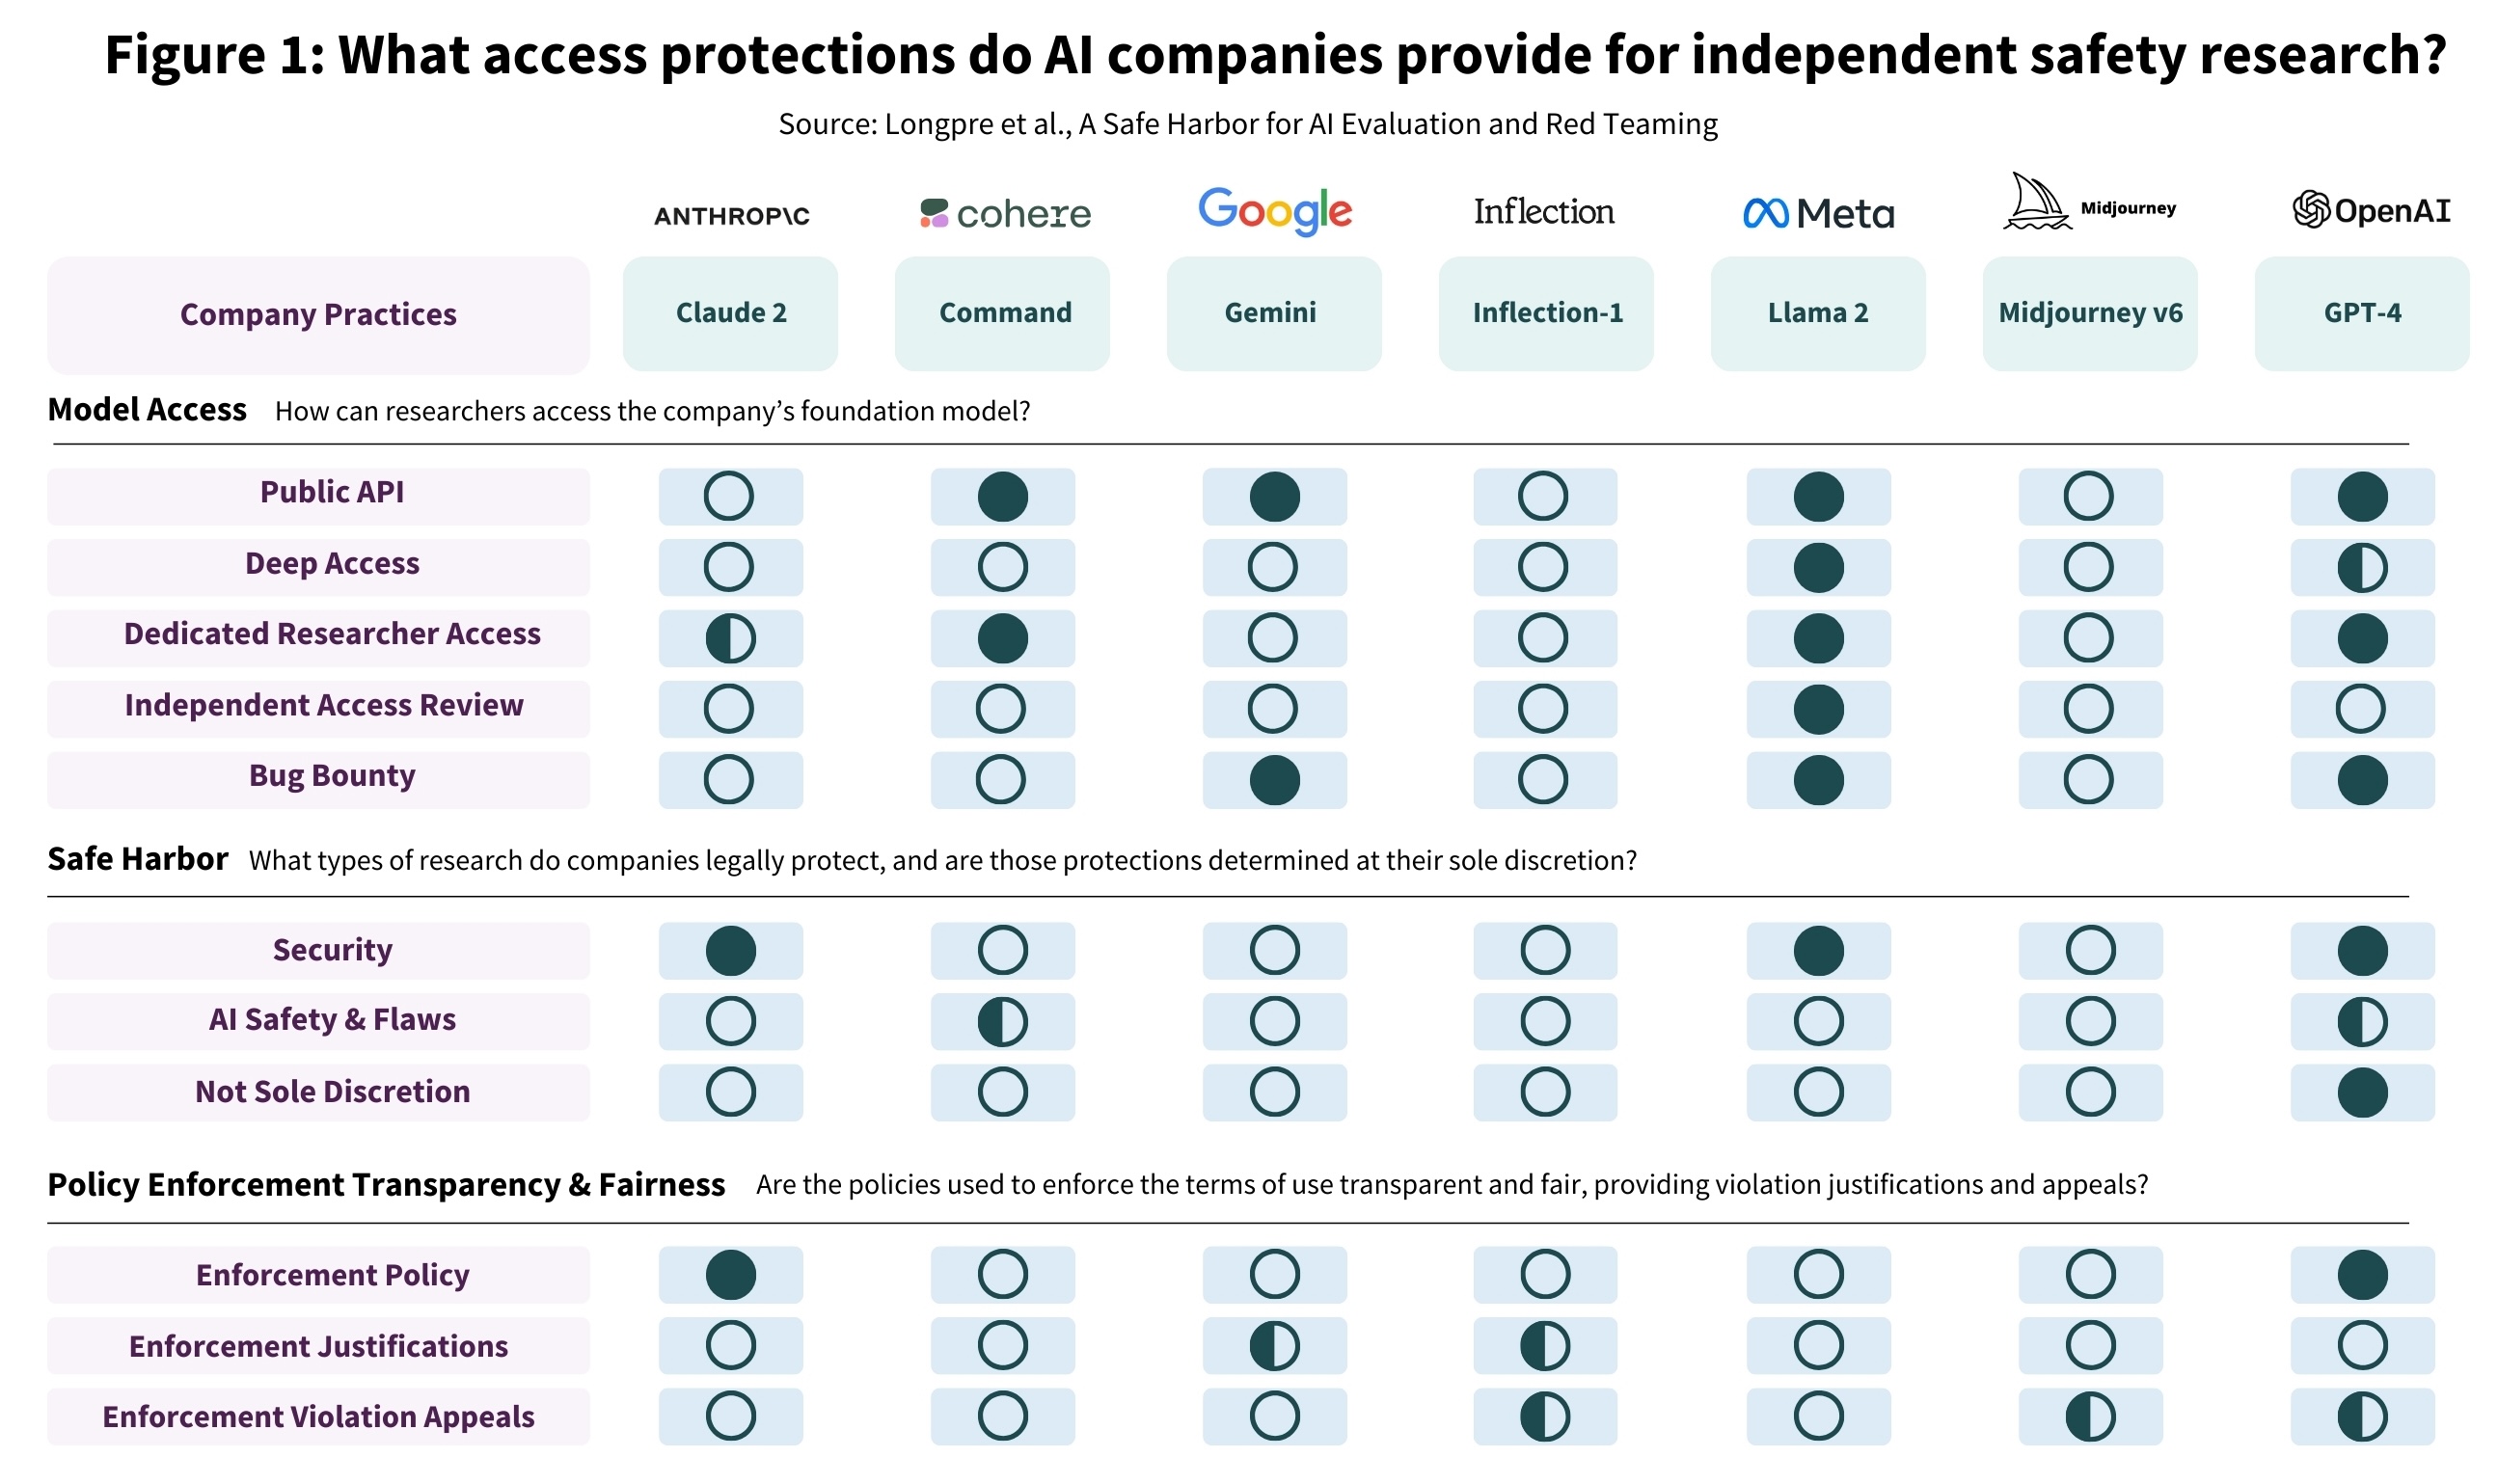 Figure 1: What access protections do AI companies provide for independent safety research?
Source: Longpre et al., A Safe Harbor for AI Evaluation and Red Teaming
ANTHROP\C cohere Google Inflection Meta Midjourney OpenAI
Company Practices Claude 2 Command Gemini Inflection-1 Llama 2 Midjourney v6 GPT-4
Model Access How can researchers access the company’s foundation model?
Public API
Deep Access
Dedicated Researcher Access
Independent Access Review
Bug Bounty
Safe Harbor What types of research do companies legally protect, and are those protections determined at their sole discretion?
Security
AI Safety & Flaws
Not Sole Discretion
Policy Enforcement Transparency & Fairness Are the policies used to enforce the terms of use transparent and fair, providing violation justifications and appeals?
Enforcement Policy
Enforcement Justifications
Enforcement Violation Appeals